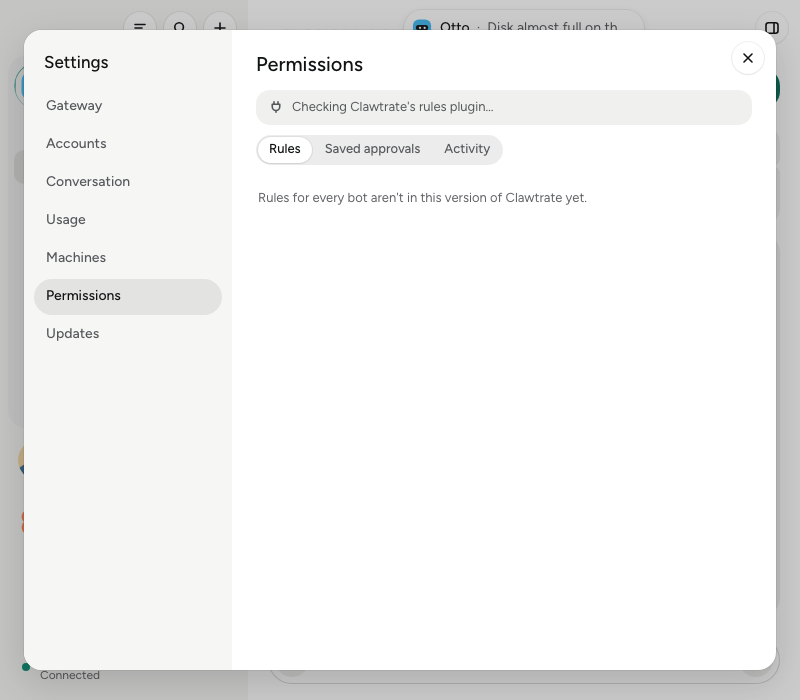 Otto · Disk almost full on th
Settings
Gateway
Accounts
Conversation
Usage
Machines
Permissions
Updates
Permissions
Checking Clawtrate's rules plugin...
Rules Saved approvals Activity
Rules for every bot aren't in this version of Clawtrate yet.
Connected